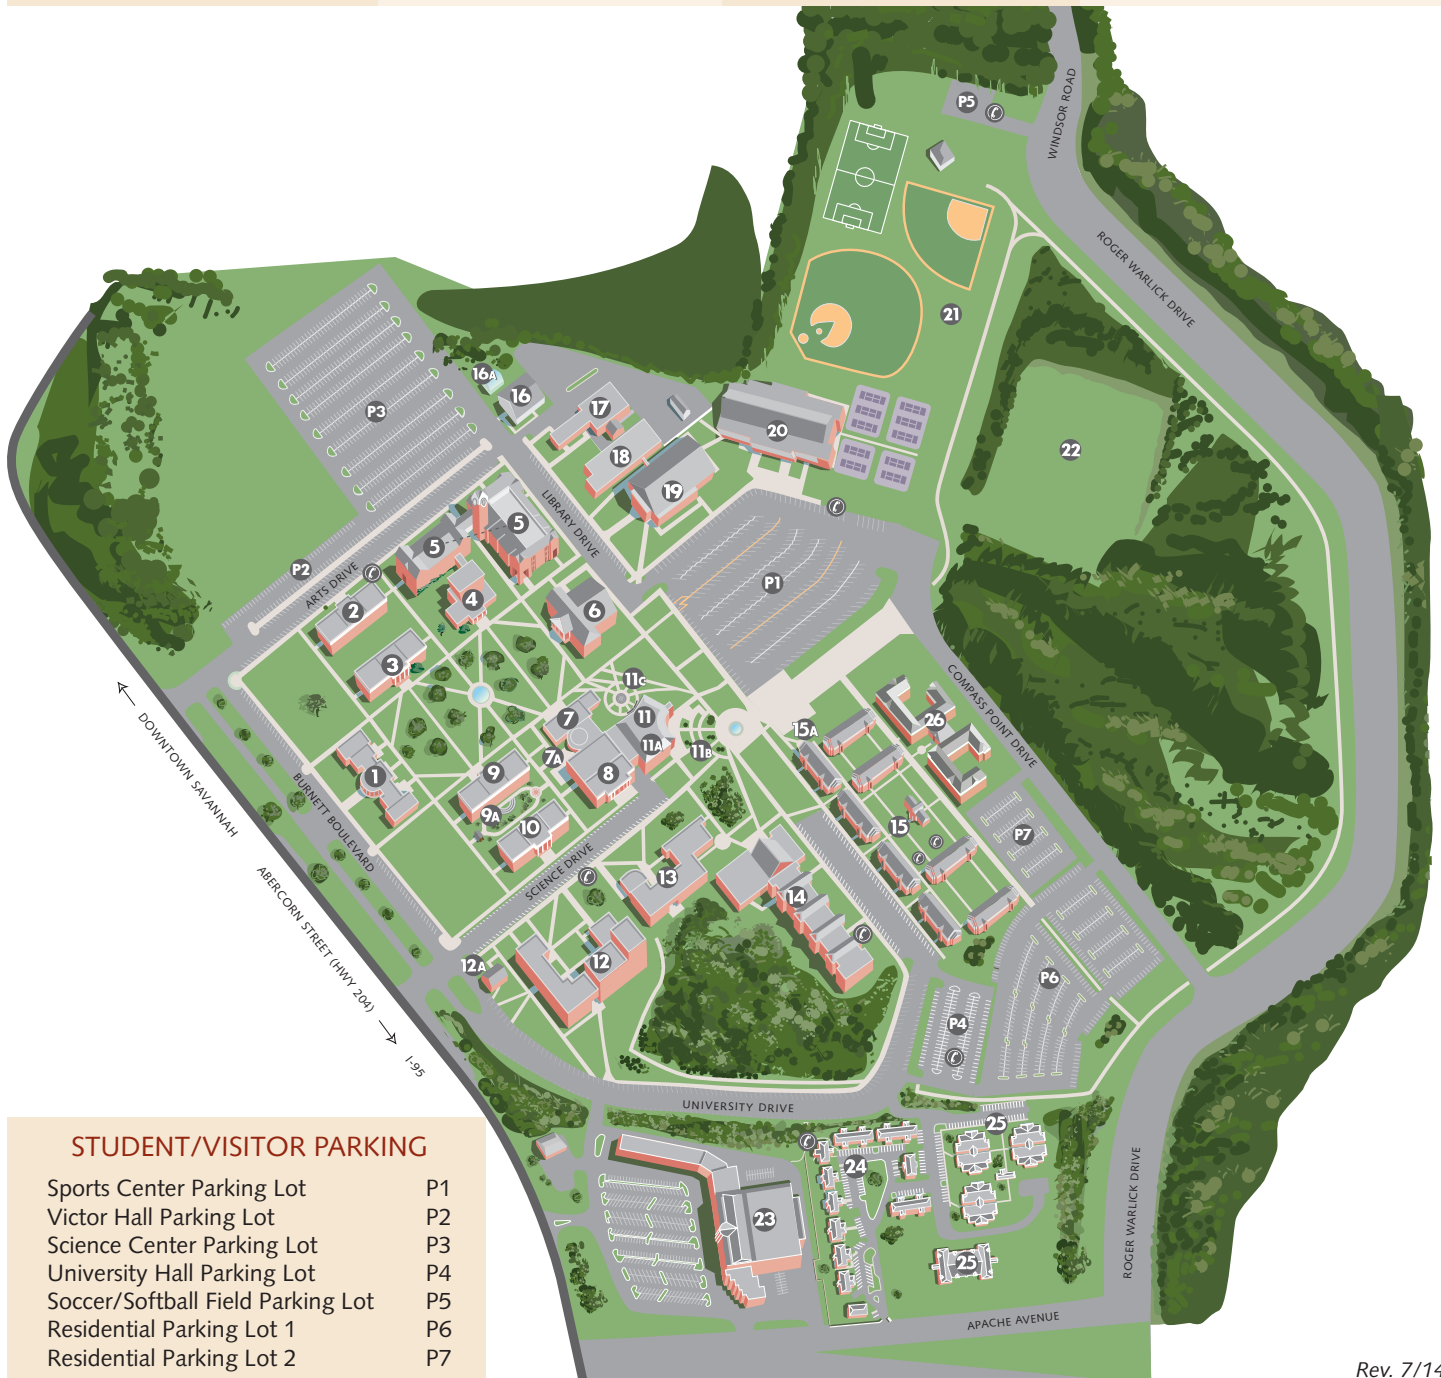 P5
WINDSOR ROAD
ROGER WARLICK DRIVE
21
16A
16
17
P3
20
18
22
19
LIBRARY DRIVE
5
5
P2
ARTS DRIVE
P1
4
2
6
3
COMPASS POINT DRIVE
11C
7
11
26
15A
11A
11B
7A
DOWNTOWN SAVANNAH
9
8
1
BURNETT BOULEVARD
9A
10
15
P7
SCIENCE DRIVE
13
14
ABERCORN STREET (HWY 204)
12A
12
P6
P4
I-95
UNIVERSITY DRIVE
25
24
23
25
ROGER WARLICK DRIVE
APACHE AVENUE
STUDENT/VISITOR PARKING
Sports Center Parking Lot P1
Victor Hall Parking Lot P2
Science Center Parking Lot P3
University Hall Parking Lot P4
Soccer/Softball Field Parking Lot P5
Residential Parking Lot 1 P6
Residential Parking Lot 2 P7
Rev. 7/14